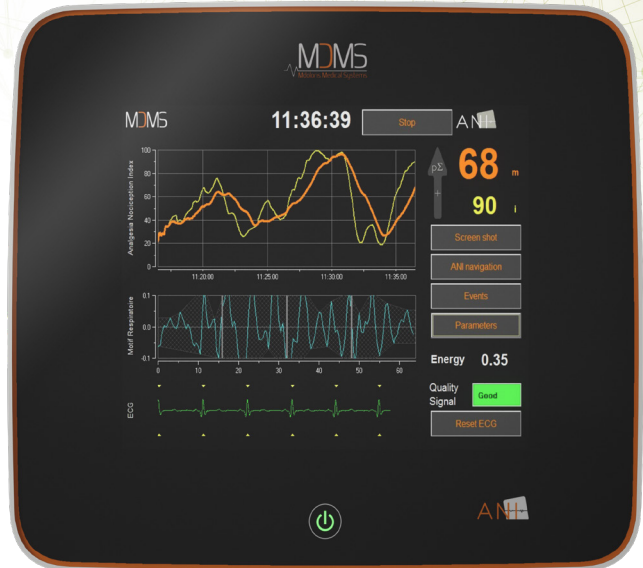 MDMS
Mdoloris Medical Systems
MDMS 11:36:39 Stop ANI
Analgesia Nociception Index
100
80
60
40
20
0
11:20:00 11:25:00 11:30:00 11:35:00
pΣ
+
68 m
90 i
Screen shot
ANI navigation
Events
Parameters
Motif Respiratoire
0.1
0.0
-0.1
0 10 20 30 40 50 60
Energy 0.35
Quality
Signal
Good
ECG
Reset ECG
ANI